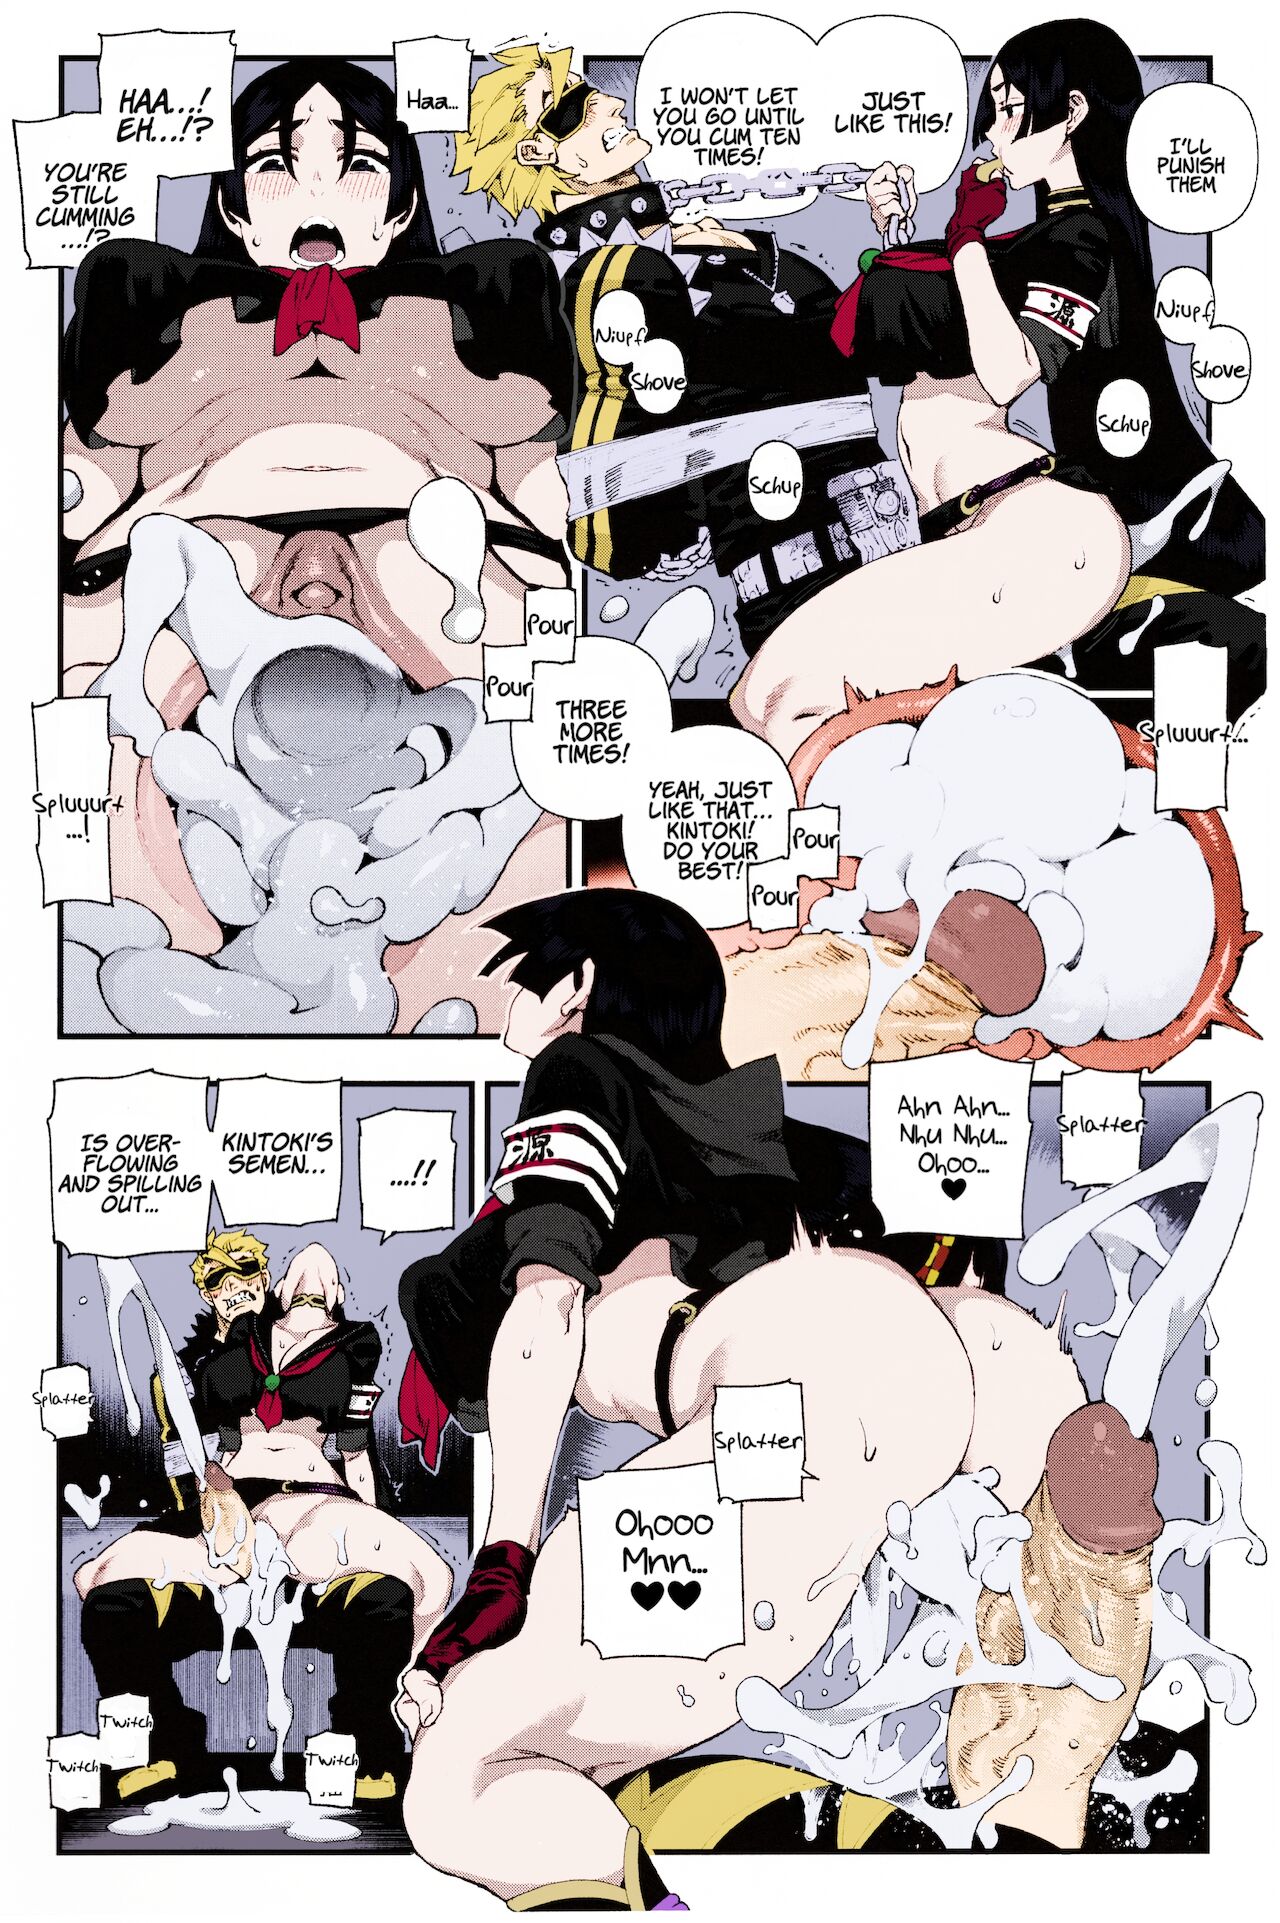 I'LL
PUNISH
THEM
JUST
LIKE THIS!
I WON'T LET
YOU GO UNTIL
YOU CUM TEN
TIMES!
Niupf
Shove
Schup
Niupf
Shove
Schup
Spluuurt...
THREE
MORE
TIMES!
YEAH, JUST
LIKE THAT...
KINTOKI!
DO YOUR
BEST!
Pour
Pour
Haa...
HAA...!
EH...!?
YOU'RE
STILL
CUMMING
...!?
Pour
Pour
Spluuurt
...!
源
Splatter
Ahn Ahn...
Nhu Nhu...
Ohoo...
♥
源
Splatter
Ohooo
Mnn...
♥♥
...!!
KINTOKI'S
SEMEN...
IS OVER-
FLOWING
AND SPILLING
OUT...
Splatter
Twitch
Twitch
Twitch